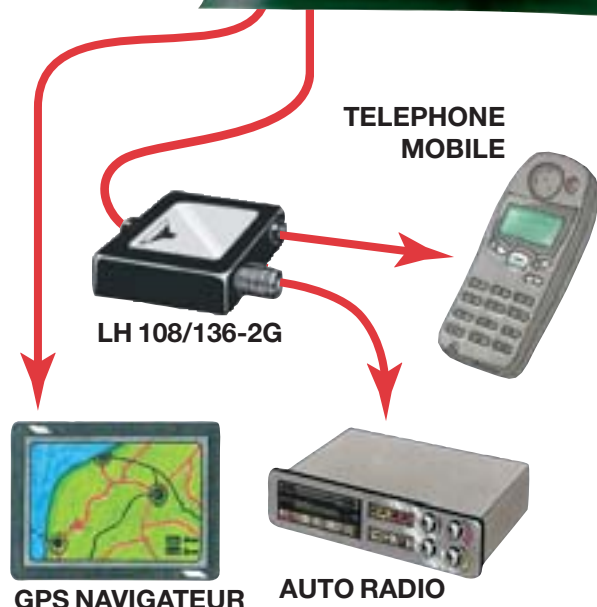 TELEPHONE
MOBILE
LH 108/136-2G
GPS NAVIGATEUR
AUTO RADIO